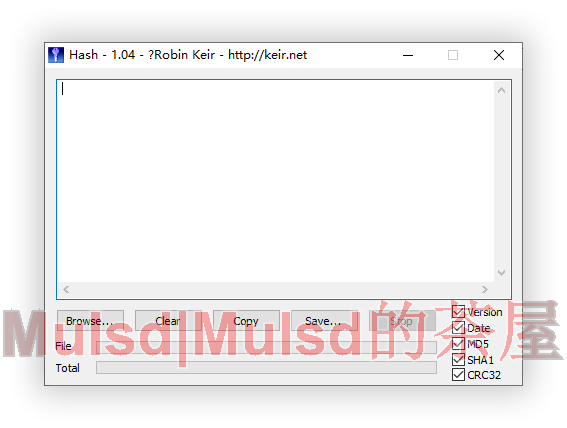 Hash - 1.04 - ?Robin Keir - http://keir.net
Browse... Clear Copy Save... Stop
Version
Date
MD5
SHA1
CRC32
File
Total
Mulsd|Mulsd的茶屋